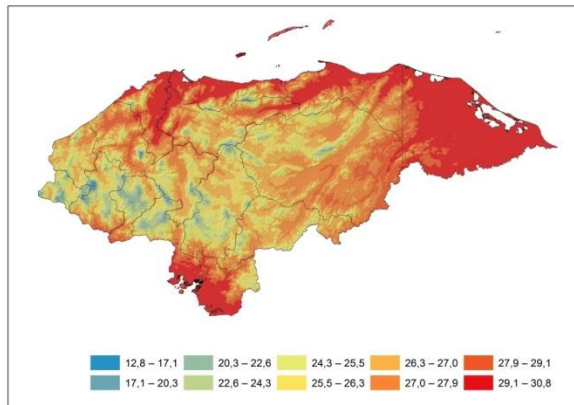 12,8 – 17,1 20,3 – 22,6 24,3 – 25,5 26,3 – 27,0 27,9 – 29,1
17,1 – 20,3 22,6 – 24,3 25,5 – 26,3 27,0 – 27,9 29,1 – 30,8